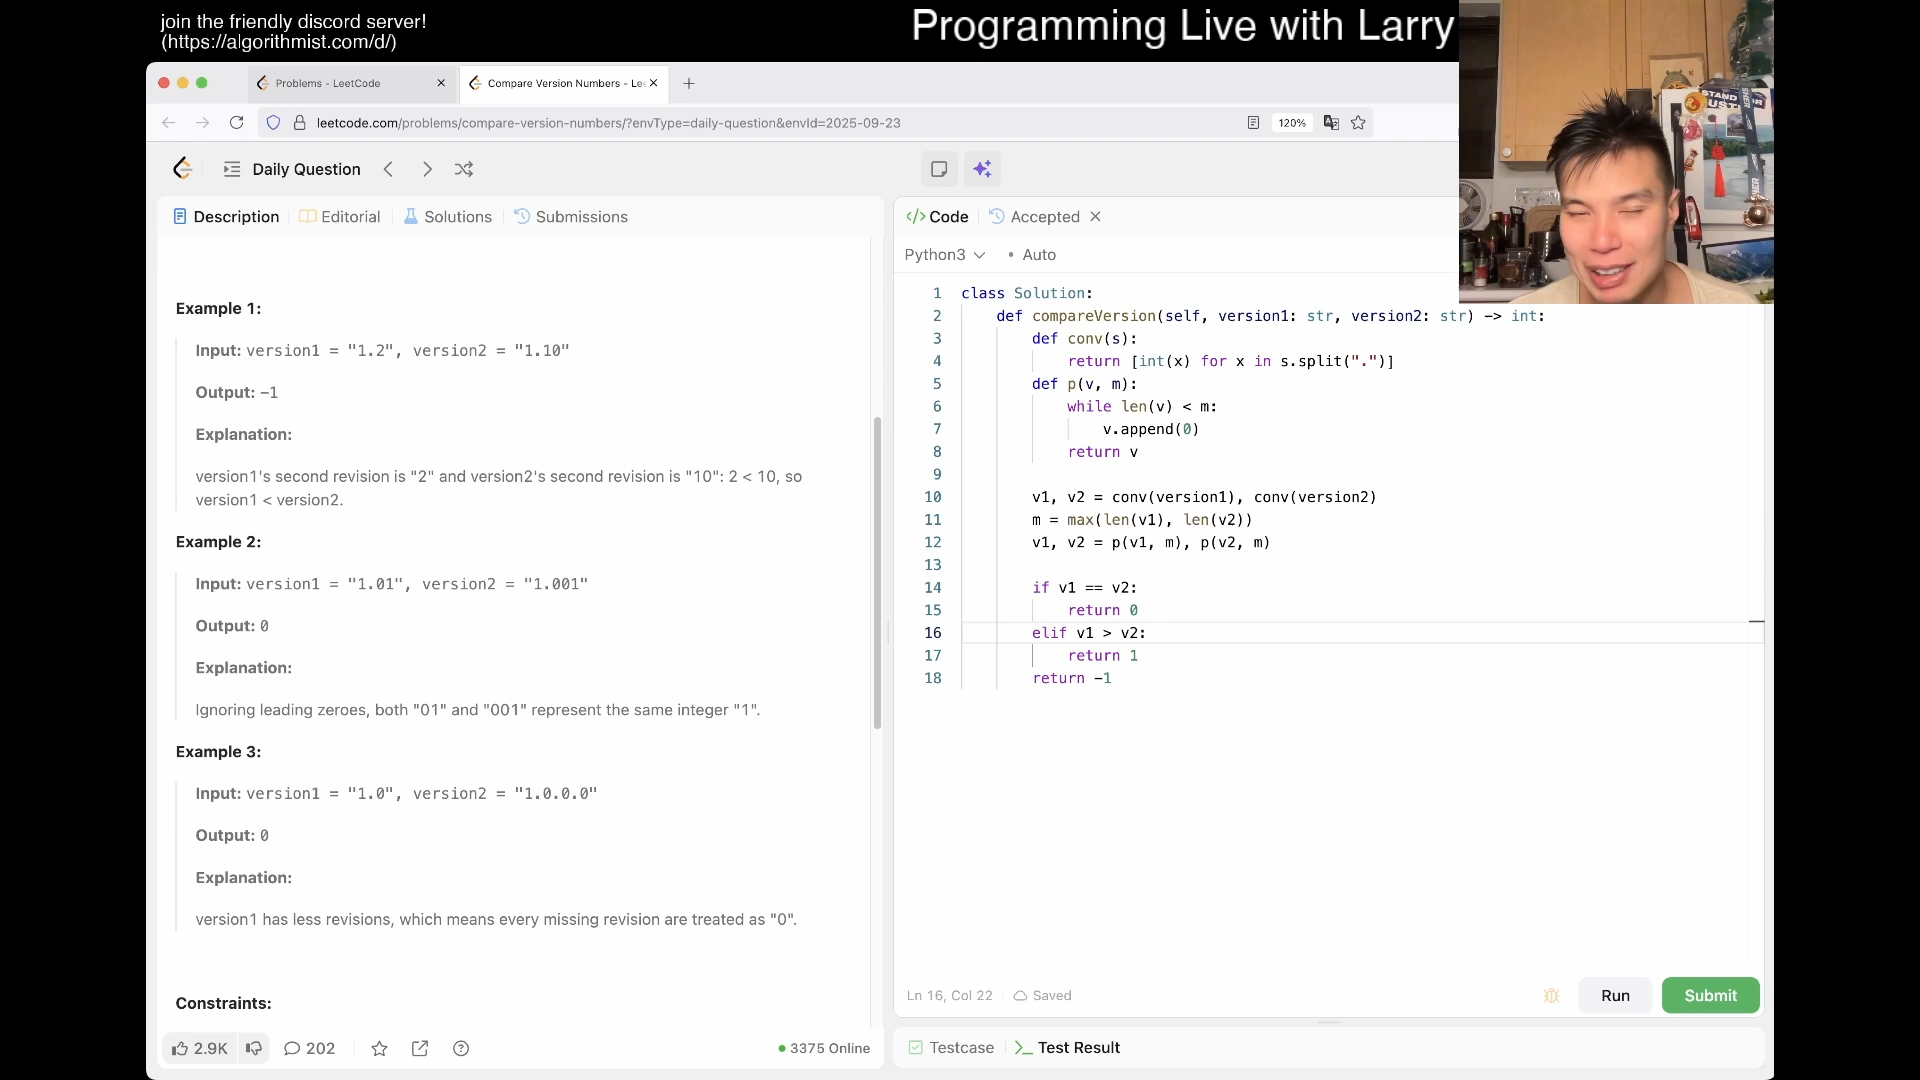 join the friendly discord server!
(https://algorithmist.com/d/)
Programming Live with Larry
Problems - LeetCode
Compare Version Numbers - Le
leetcode.com/problems/compare-version-numbers/?envType=daily-question&envId=2025-09-23
120%
Daily Question
Description
Editorial
Solutions
Submissions
Example 1:
Input: version1 = "1.2", version2 = "1.10"
Output: -1
Explanation:
version1's second revision is "2" and version2's second revision is "10": 2 < 10, so
version1 < version2.
Example 2:
Input: version1 = "1.01", version2 = "1.001"
Output: 0
Explanation:
Ignoring leading zeroes, both "01" and "001" represent the same integer "1".
Example 3:
Input: version1 = "1.0", version2 = "1.0.0.0"
Output: 0
Explanation:
version1 has less revisions, which means every missing revision are treated as "0".
Constraints:
2.9K
202
3375 Online
</> Code
Accepted
Python3
• Auto
1 class Solution:
2 def compareVersion(self, version1: str, version2: str) -> int:
3 def conv(s):
4 return [int(x) for x in s.split(".")]
5 def p(v, m):
6 while len(v) < m:
7 v.append(0)
8 return v
9
10 v1, v2 = conv(version1), conv(version2)
11 m = max(len(v1), len(v2))
12 v1, v2 = p(v1, m), p(v2, m)
13
14 if v1 == v2:
15 return 0
16 elif v1 > v2:
17 return 1
18 return -1
Ln 16, Col 22
Saved
Run
Submit
Testcase
Test Result
STAND